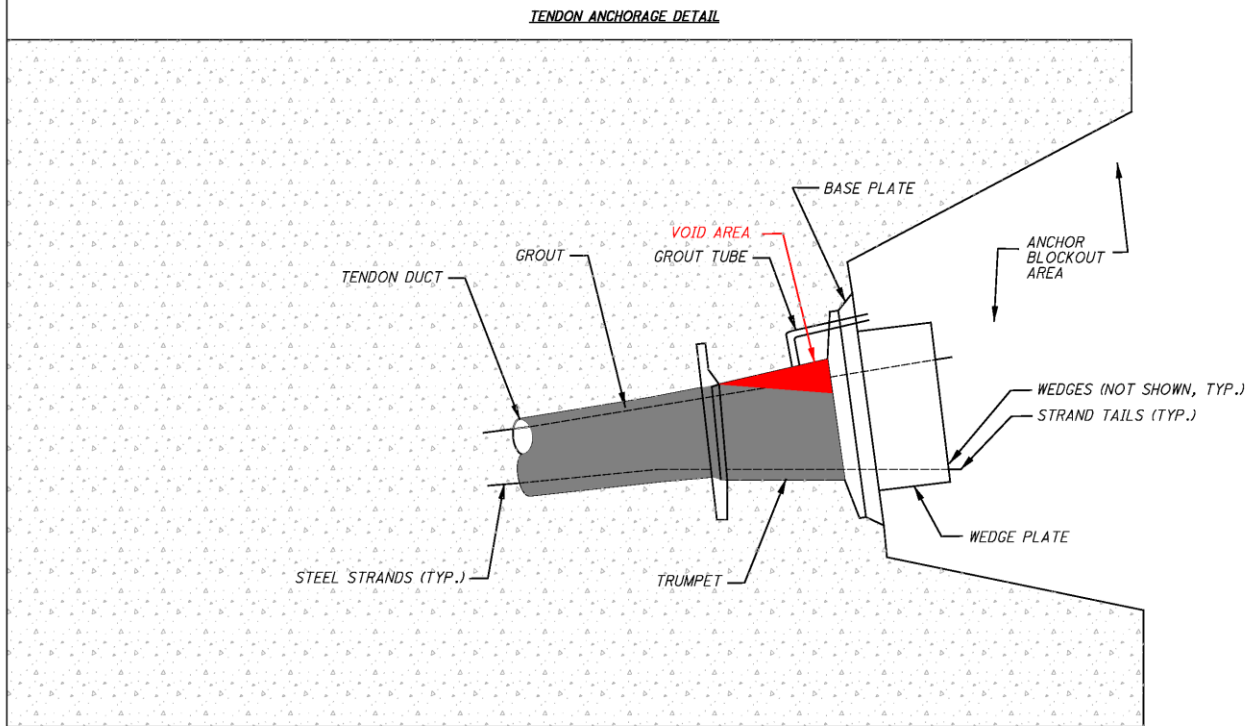 TENDON ANCHORAGE DETAIL
BASE PLATE
VOID AREA
GROUT
GROUT TUBE
ANCHOR
BLOCKOUT
AREA
TENDON DUCT
WEDGES (NOT SHOWN, TYP.)
STRAND TAILS (TYP.)
WEDGE PLATE
STEEL STRANDS (TYP.)
TRUMPET